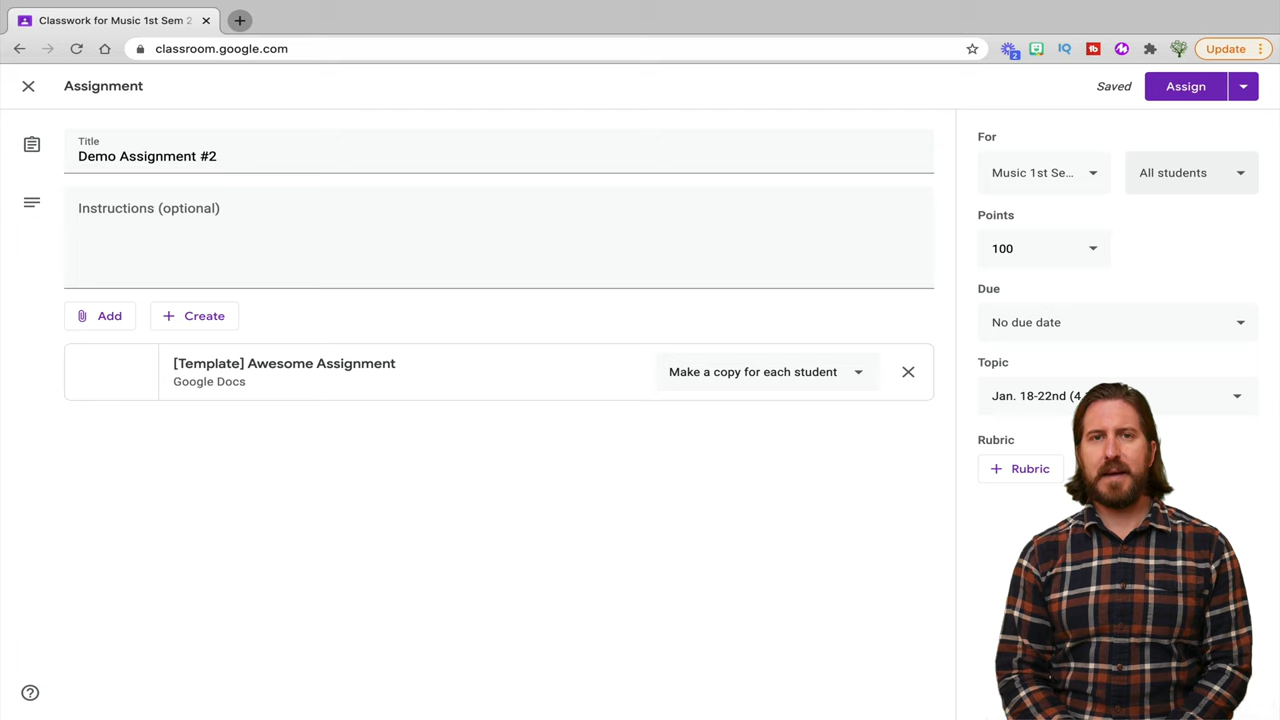 Classwork for Music 1st Sem 2
classroom.google.com
2
Update
Assignment
Saved
Assign
Title
Demo Assignment #2
Instructions (optional)
Add
Create
[Template] Awesome Assignment
Google Docs
Make a copy for each student
For
Music 1st Se...
All students
Points
100
Due
No due date
Topic
Jan. 18-22nd (4
Rubric
Rubric